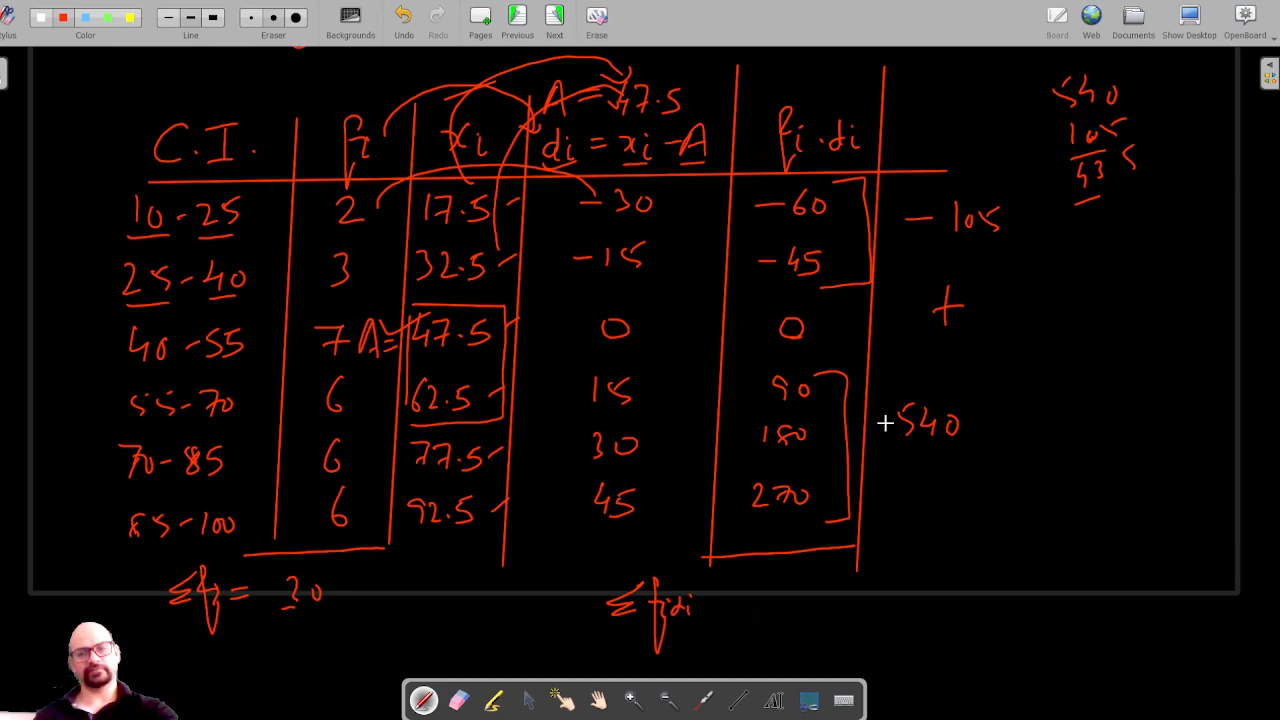 Stylus Color Line Eraser Backgrounds Undo Redo Pages Previous Next Erase Board Web Documents Show Desktop OpenBoard
A = 47.5
C.I. fi xi di = xi - A fi.di
10 - 25 2 17.5 -30 -60 -105
25 - 40 3 32.5 -15 -45
+
40 - 55 7 A= 47.5 0 0
55-70 6 62.5 15 90
+540
70-85 6 77.5 30 180
85-100 6 92.5 45 270
Σfi = 30
Σfidi
540
105